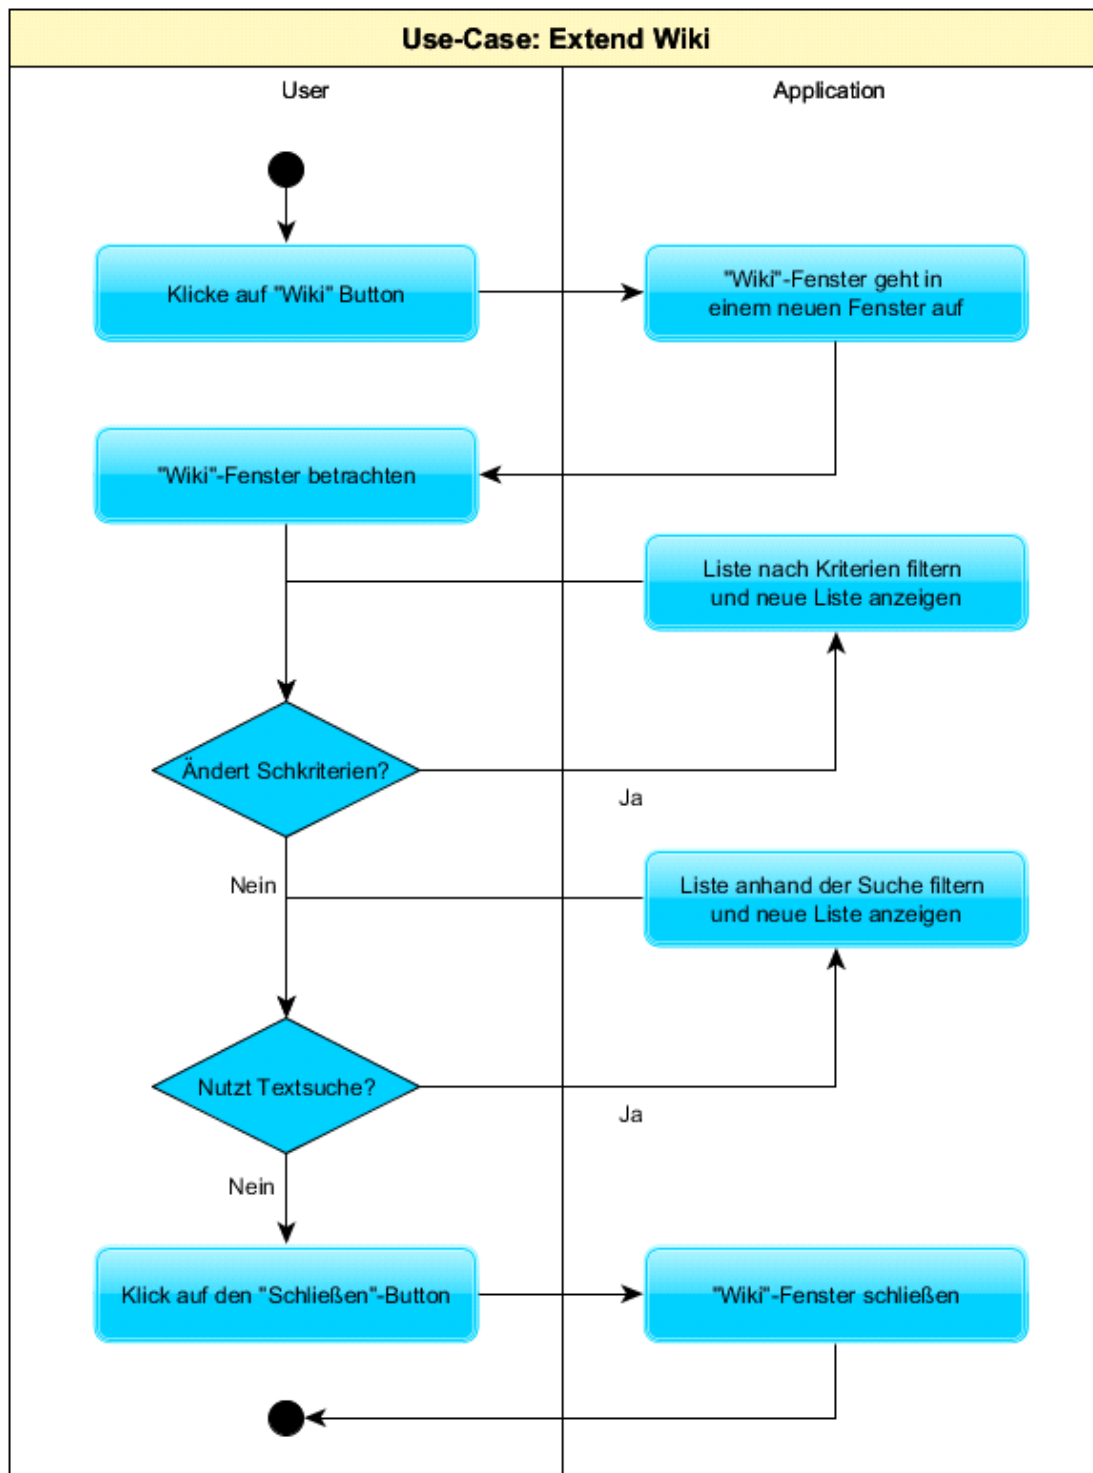 Use-Case: Extend Wiki
User
Application
Klicke auf "Wiki" Button
"Wiki"-Fenster geht in
einem neuen Fenster auf
"Wiki"-Fenster betrachten
Liste nach Kriterien filtern
und neue Liste anzeigen
Ändert Schkriterien?
Ja
Nein
Liste anhand der Suche filtern
und neue Liste anzeigen
Nutzt Textsuche?
Ja
Nein
Klick auf den "Schließen"-Button
"Wiki"-Fenster schließen